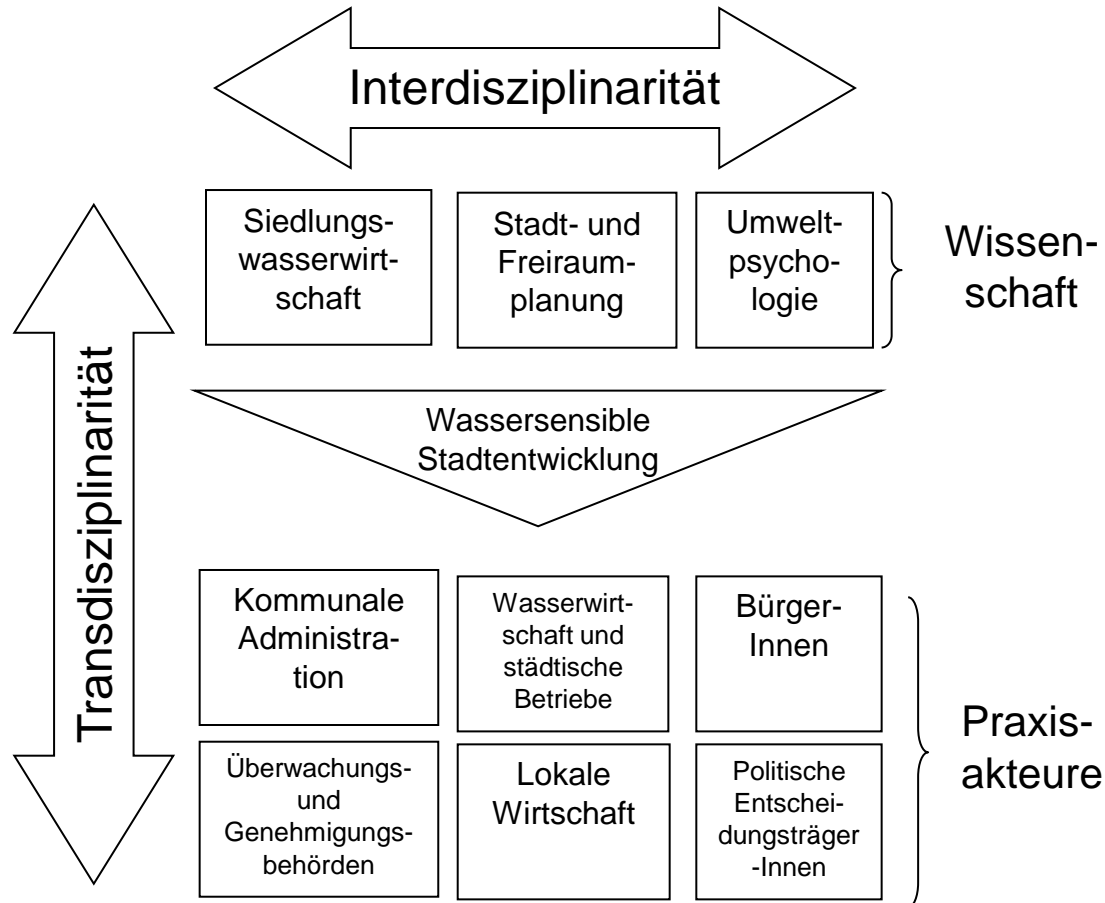 Interdisziplinarität
Siedlungs-
wasserwirt-
schaft
Stadt- und
Freiraum-
planung
Umwelt-
psycho-
logie
Wissen-
schaft
Transdisziplinarität
Wassersensible
Stadtentwicklung
Kommunale
Administra-
tion
Wasserwirt-
schaft und
städtische
Betriebe
Bürger-
Innen
Praxis-
akteure
Überwachungs-
und
Genehmigungs-
behörden
Lokale
Wirtschaft
Politische
Entschei-
dungsträger
-Innen